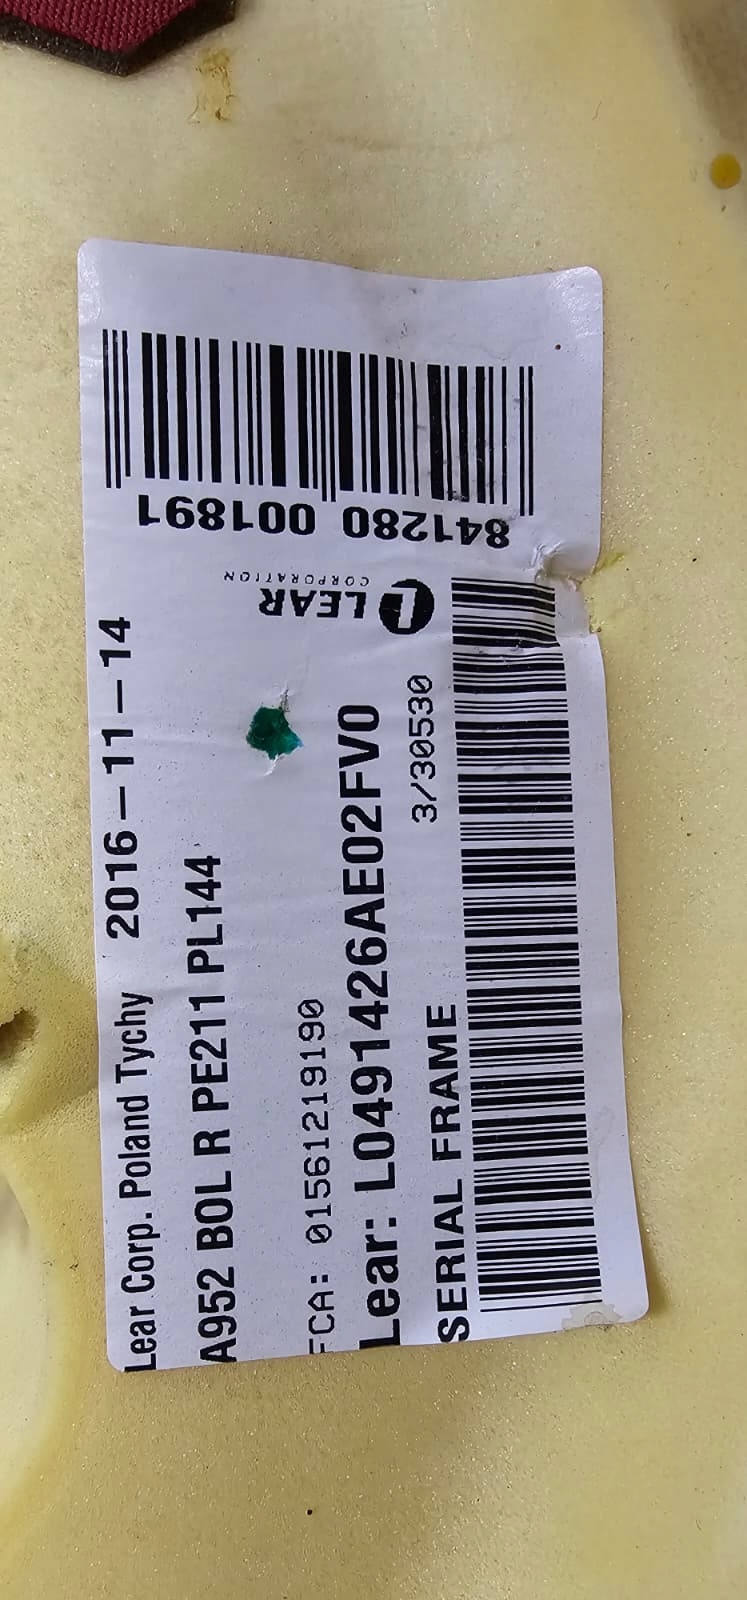 Lear Corp. Poland Tychy 2016-11-14
A952 BOL R PE211 PL144
FCA: 01561219190
Lear: L0491426AE02FV0
SERIAL FRAME 3/30530
LEAR
CORPORATION
841280 001891